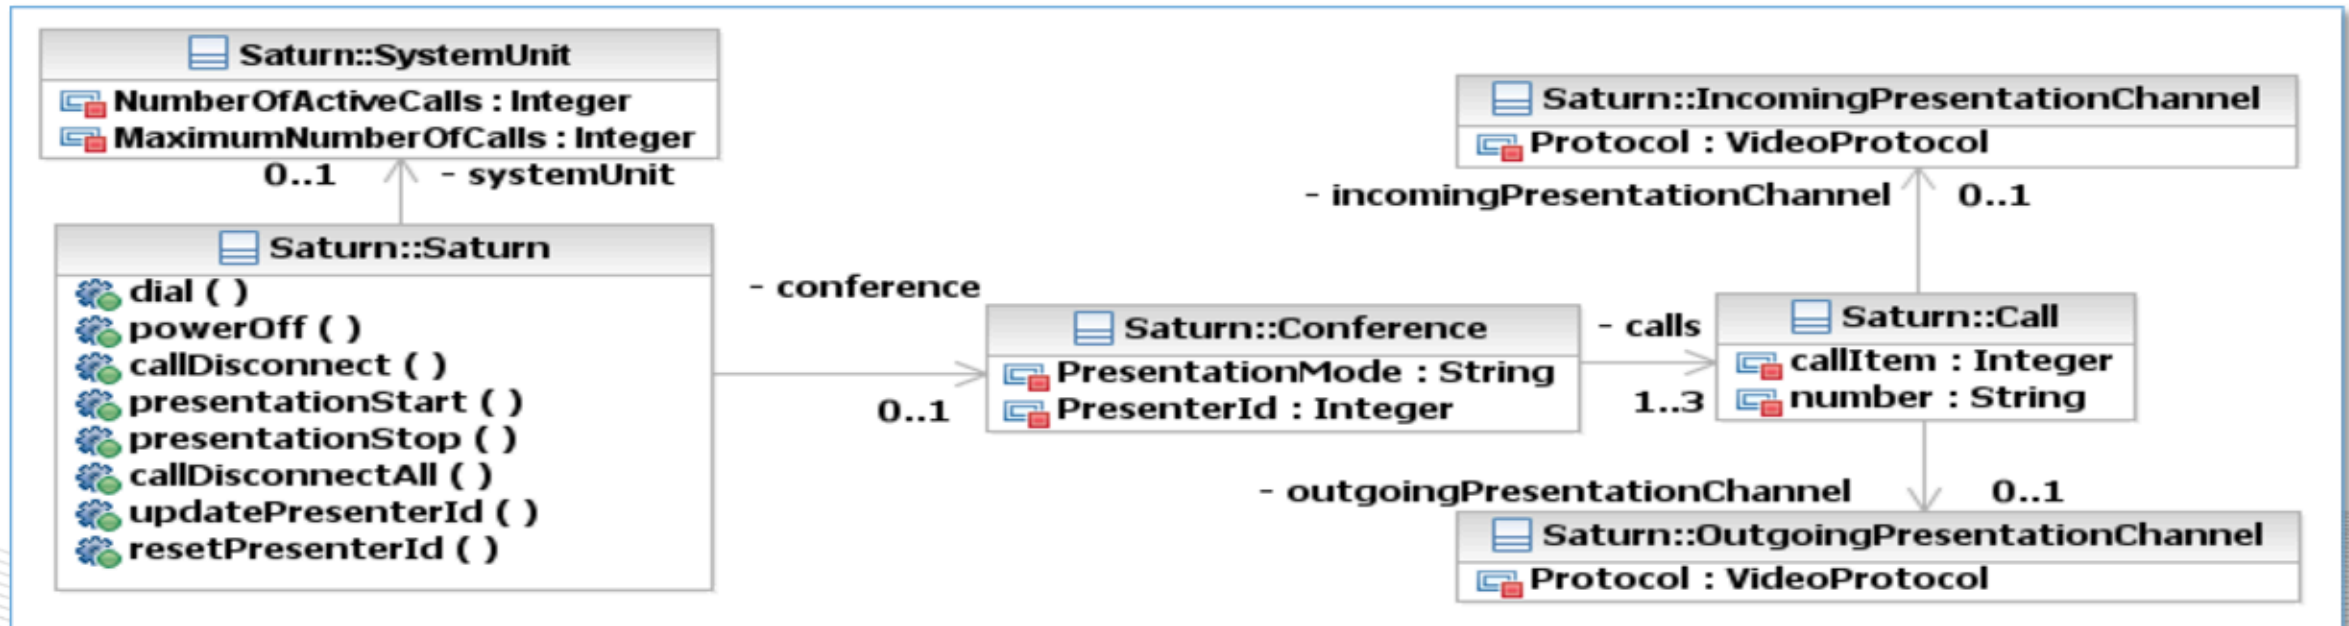 Saturn::SystemUnit
NumberOfActiveCalls : Integer
MaximumNumberOfCalls : Integer
0..1
- systemUnit
Saturn::Saturn
dial ( )
powerOff ( )
callDisconnect ( )
presentationStart ( )
presentationStop ( )
callDisconnectAll ( )
updatePresenterId ( )
resetPresenterId ( )
- conference
0..1
Saturn::Conference
PresentationMode : String
PresenterId : Integer
- calls
1..3
Saturn::IncomingPresentationChannel
Protocol : VideoProtocol
- incomingPresentationChannel
0..1
Saturn::Call
callItem : Integer
number : String
- outgoingPresentationChannel
0..1
Saturn::OutgoingPresentationChannel
Protocol : VideoProtocol